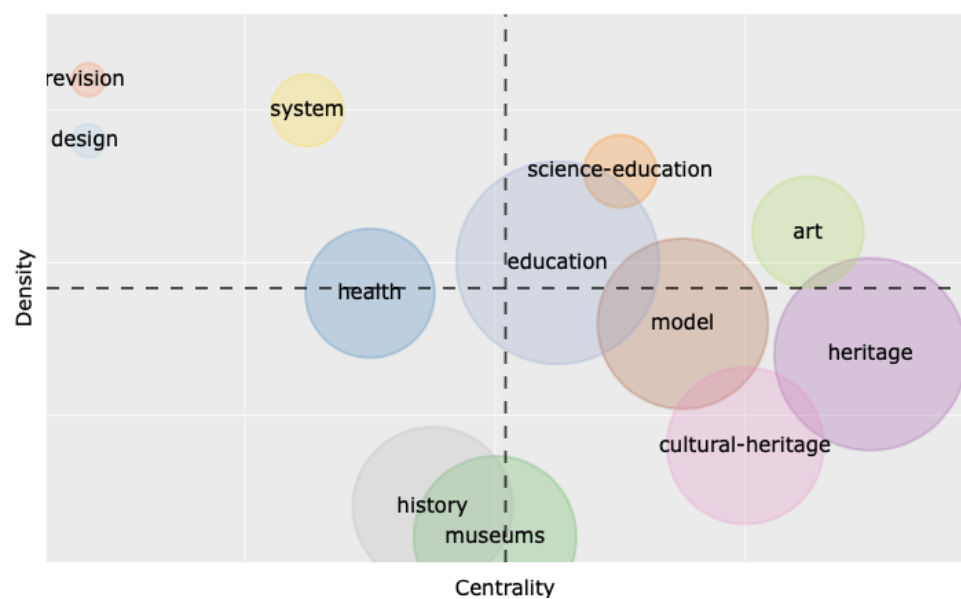 revision
system
design
science-education
art
education
health
model
heritage
cultural-heritage
history
museums
Density
Centrality